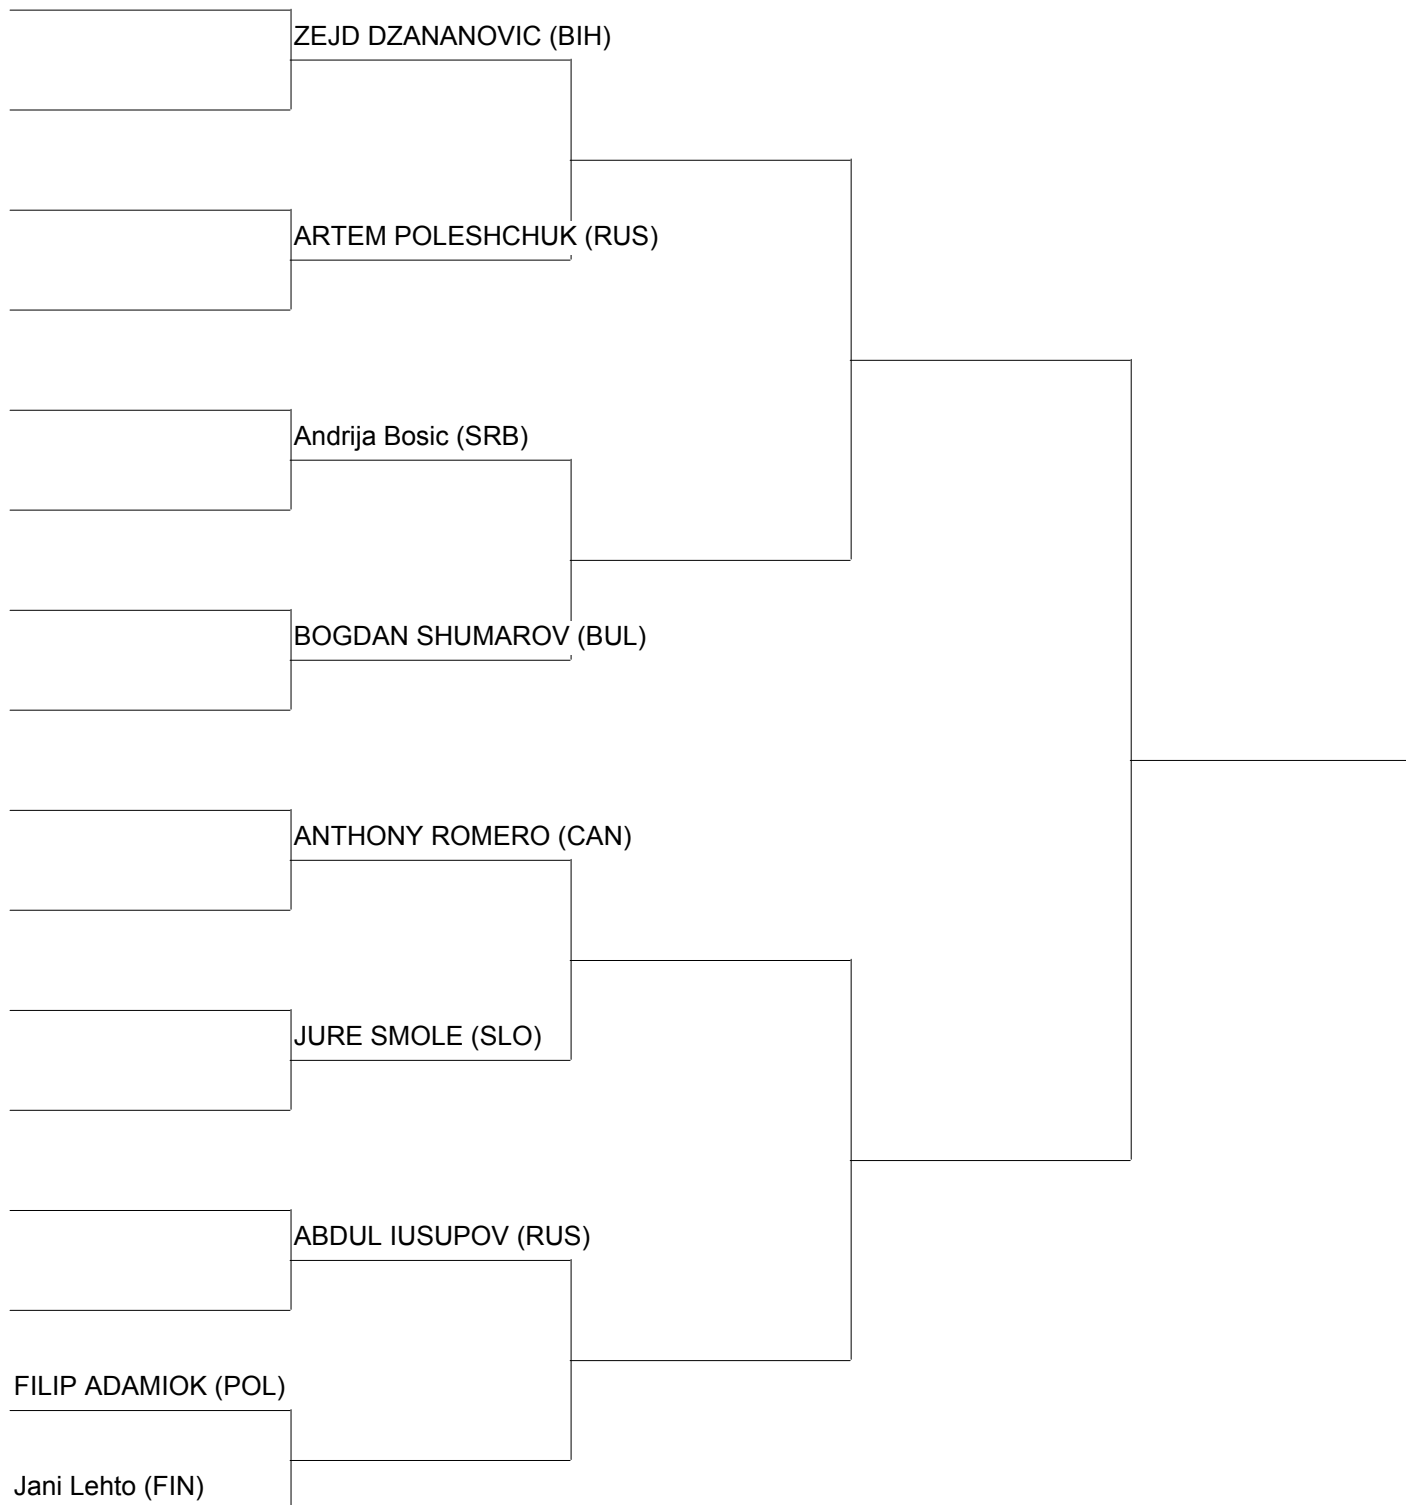 ZEJD DZANANOVIC (BIH)
ARTEM POLESHCHUK (RUS)
Andrija Bosic (SRB)
BOGDAN SHUMAROV (BUL)
ANTHONY ROMERO (CAN)
JURE SMOLE (SLO)
ABDUL IUSUPOV (RUS)
FILIP ADAMIOK (POL)
Jani Lehto (FIN)